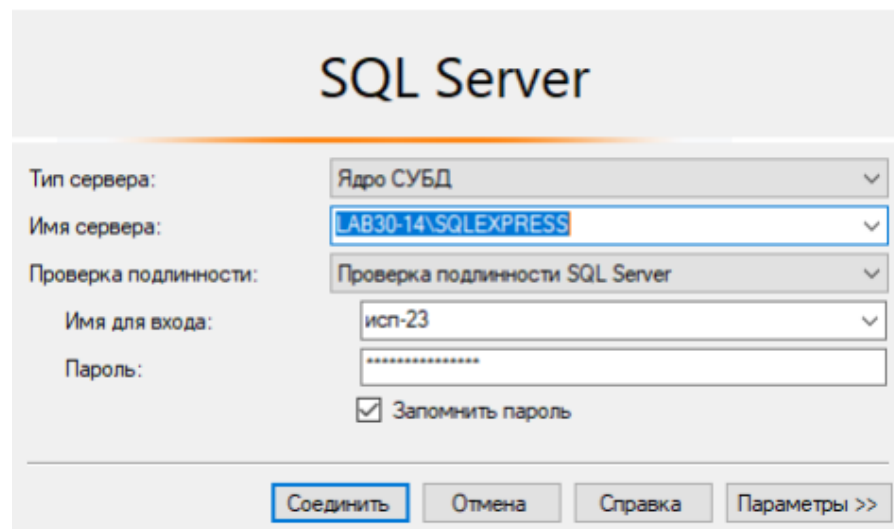 SQL Server
Тип сервера: Ядро СУБД
Имя сервера: LAB30-14\SQLEXPRESS
Проверка подлинности: Проверка подлинности SQL Server
Имя для входа: исп-23
Пароль: ***************
Запомнить пароль
Соединить Отмена Справка Параметры >>